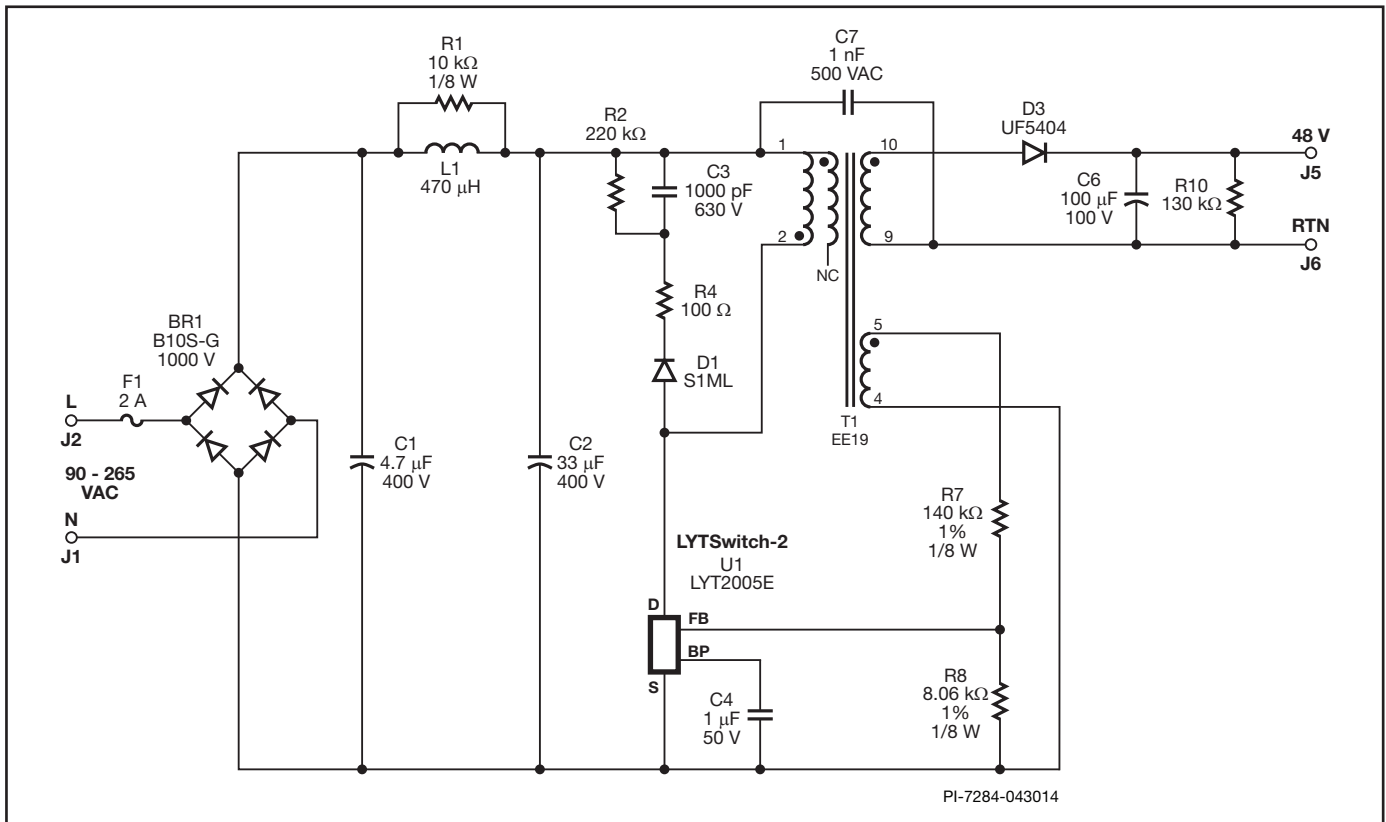 R1
10 kΩ
1/8 W
L1
470 µH
R2
220 kΩ
C3
1000 pF
630 V
C7
1 nF
500 VAC
D3
UF5404
48 V
J5
1
10
2
9
NC
C6
100 µF
100 V
R10
130 kΩ
RTN
J6
R4
100 Ω
D1
S1ML
5
4
T1
EE19
BR1
B10S-G
1000 V
F1
2 A
L
J2
90 - 265
VAC
N
J1
C1
4.7 µF
400 V
C2
33 µF
400 V
LYTSwitch-2
U1
LYT2005E
D
FB
BP
S
C4
1 µF
50 V
R7
140 kΩ
1%
1/8 W
R8
8.06 kΩ
1%
1/8 W
PI-7284-043014